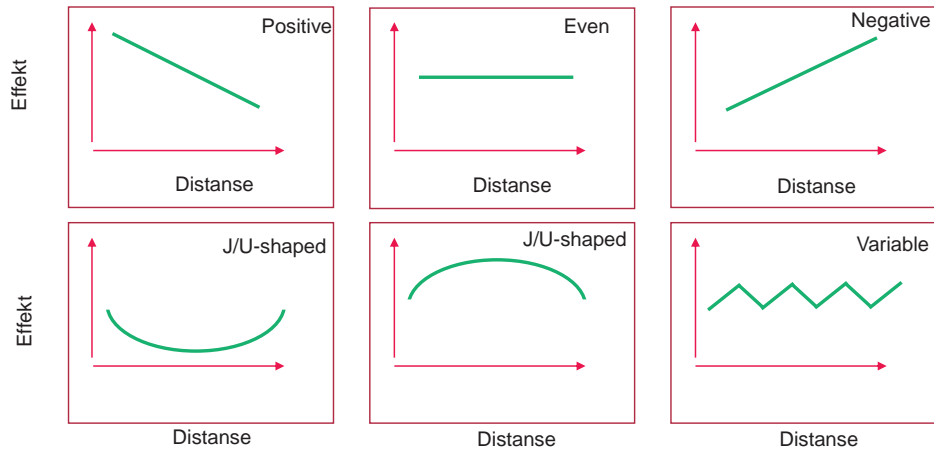 Positive
Even
Negative
Effekt
Distanse
Distanse
Distanse
J/U-shaped
J/U-shaped
Variable
Effekt
Distanse
Distanse
Distanse